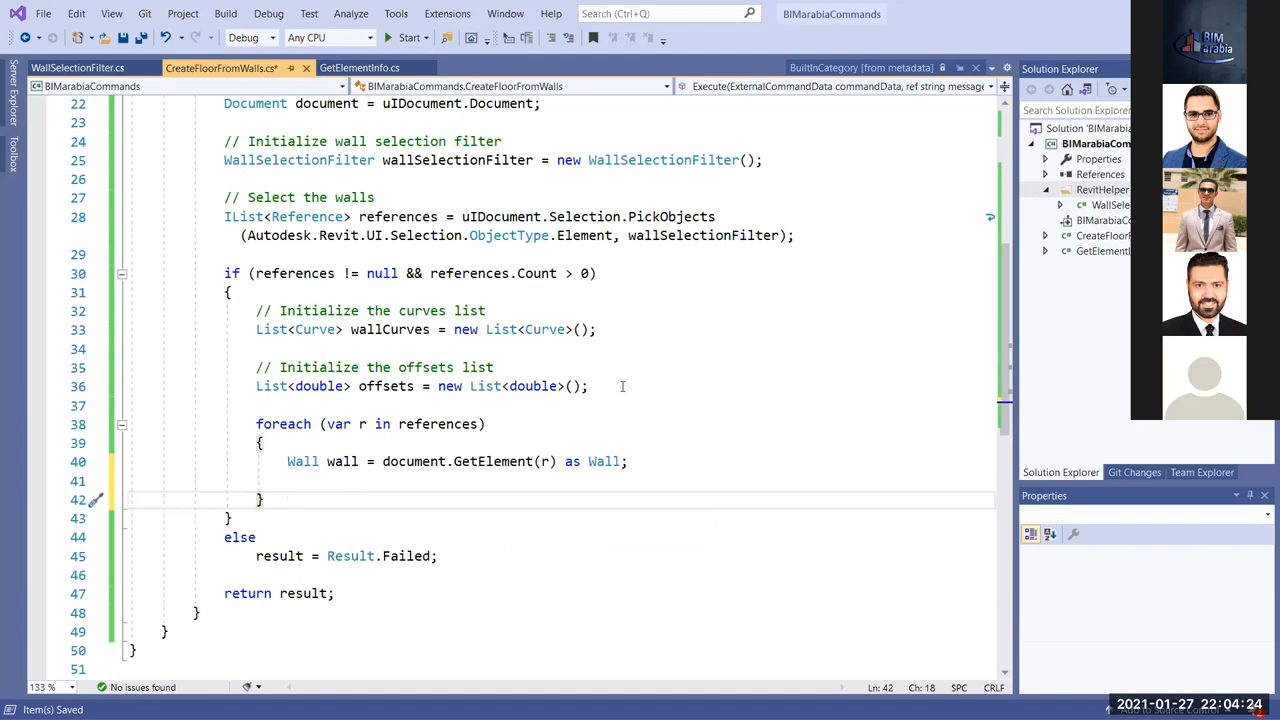 File Edit View Git Project Build Debug Test Analyze Tools Extensions Window Help Search (Ctrl+Q) BIMarabiaCommands
Debug Any CPU Start
WallSelectionFilter.cs CreateFloorFromWalls.cs* GetElementInfo.cs BuiltInCategory [from metadata]
BIMarabiaCommands BIMarabiaCommands.CreateFloorFromWalls Execute(ExternalCommandData commandData, ref string message
Server Explorer
Toolbox
22 Document document = uIDocument.Document;
23
24 // Initialize wall selection filter
25 WallSelectionFilter wallSelectionFilter = new WallSelectionFilter();
26
27 // Select the walls
28 IList<Reference> references = uIDocument.Selection.PickObjects
(Autodesk.Revit.UI.Selection.ObjectType.Element, wallSelectionFilter);
29
30 if (references != null && references.Count > 0)
31 {
32 // Initialize the curves list
33 List<Curve> wallCurves = new List<Curve>();
34
35 // Initialize the offsets list
36 List<double> offsets = new List<double>();
37
38 foreach (var r in references)
39 {
40 Wall wall = document.GetElement(r) as Wall;
41
42 }
43 }
44 else
45 result = Result.Failed;
46
47 return result;
48 }
49 }
50 }
51
133 % No issues found Ln: 42 Ch: 18 SPC CRLF
Item(s) Saved
Solution Explorer
Search Solution Explorer
Solution 'BIMarabia
BIMarabiaCom
Properties
References
RevitHelper
WallSele
BIMarabiaCo
CreateFloorFr
GetElementI
Solution Explorer Git Changes Team Explorer
Properties
BIM
arabia
Add to Source Control
2021-01-27 22:04:24